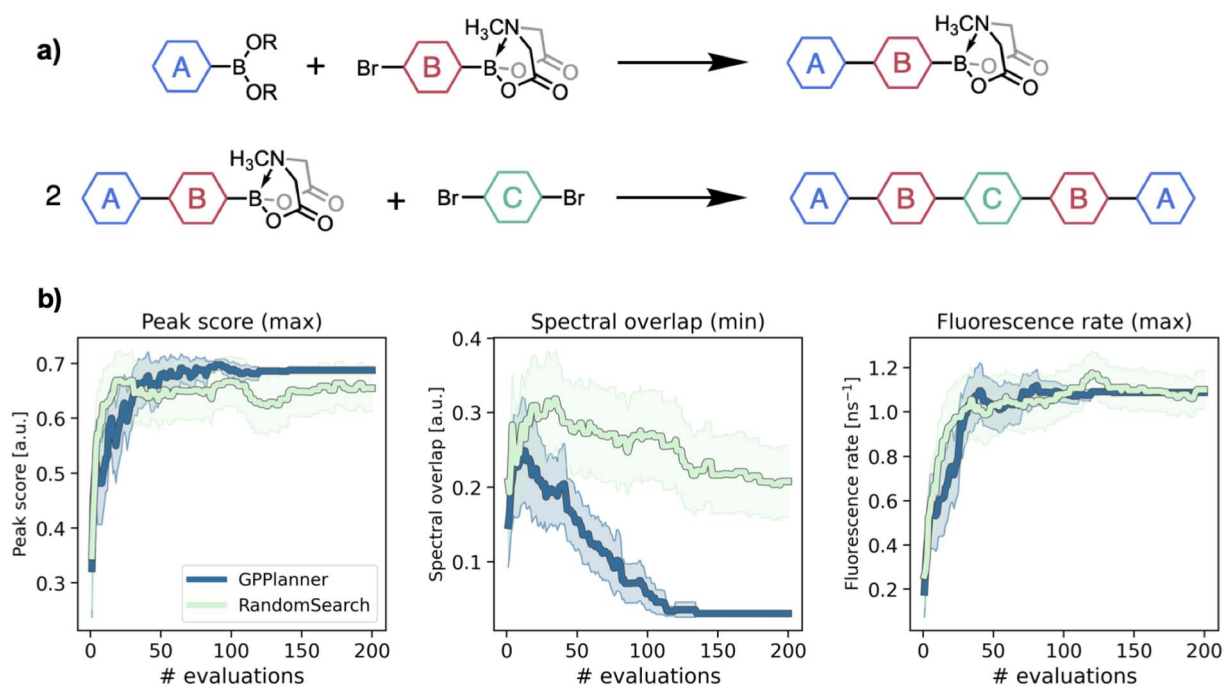 a)
A B OR OR + Br B B O O O O H₃C N A B B O O O O H₃C N
2 A B B O O O O H₃C N + Br C Br A B C B A
b)
Peak score (max)
Peak score [a.u.]
0.7
0.6
0.5
0.4
0.3
GPPlanner
RandomSearch
0 50 100 150 200
# evaluations
Spectral overlap (min)
Spectral overlap [a.u.]
0.4
0.3
0.2
0.1
0 50 100 150 200
# evaluations
Fluorescence rate (max)
Fluorescence rate [ns⁻¹]
1.2
1.0
0.8
0.6
0.4
0.2
0 50 100 150 200
# evaluations